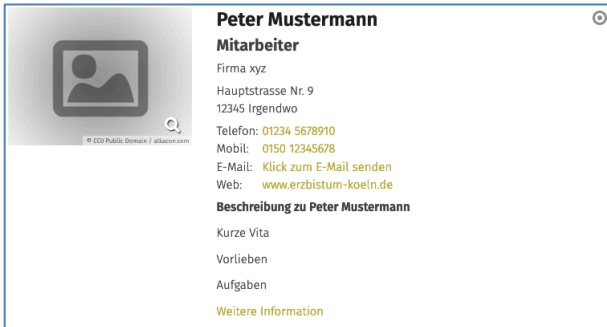 Peter Mustermann
Mitarbeiter
Firma xyz
Hauptstrasse Nr. 9
12345 Irgendwo
Telefon: 01234 5678910
Mobil: 0150 12345678
E-Mail: Klick zum E-Mail senden
Web: www.erzbistum-koeln.de
Beschreibung zu Peter Mustermann
Kurze Vita
Vorlieben
Aufgaben
Weitere Information
© CC0 Public Domain / alkacon.com